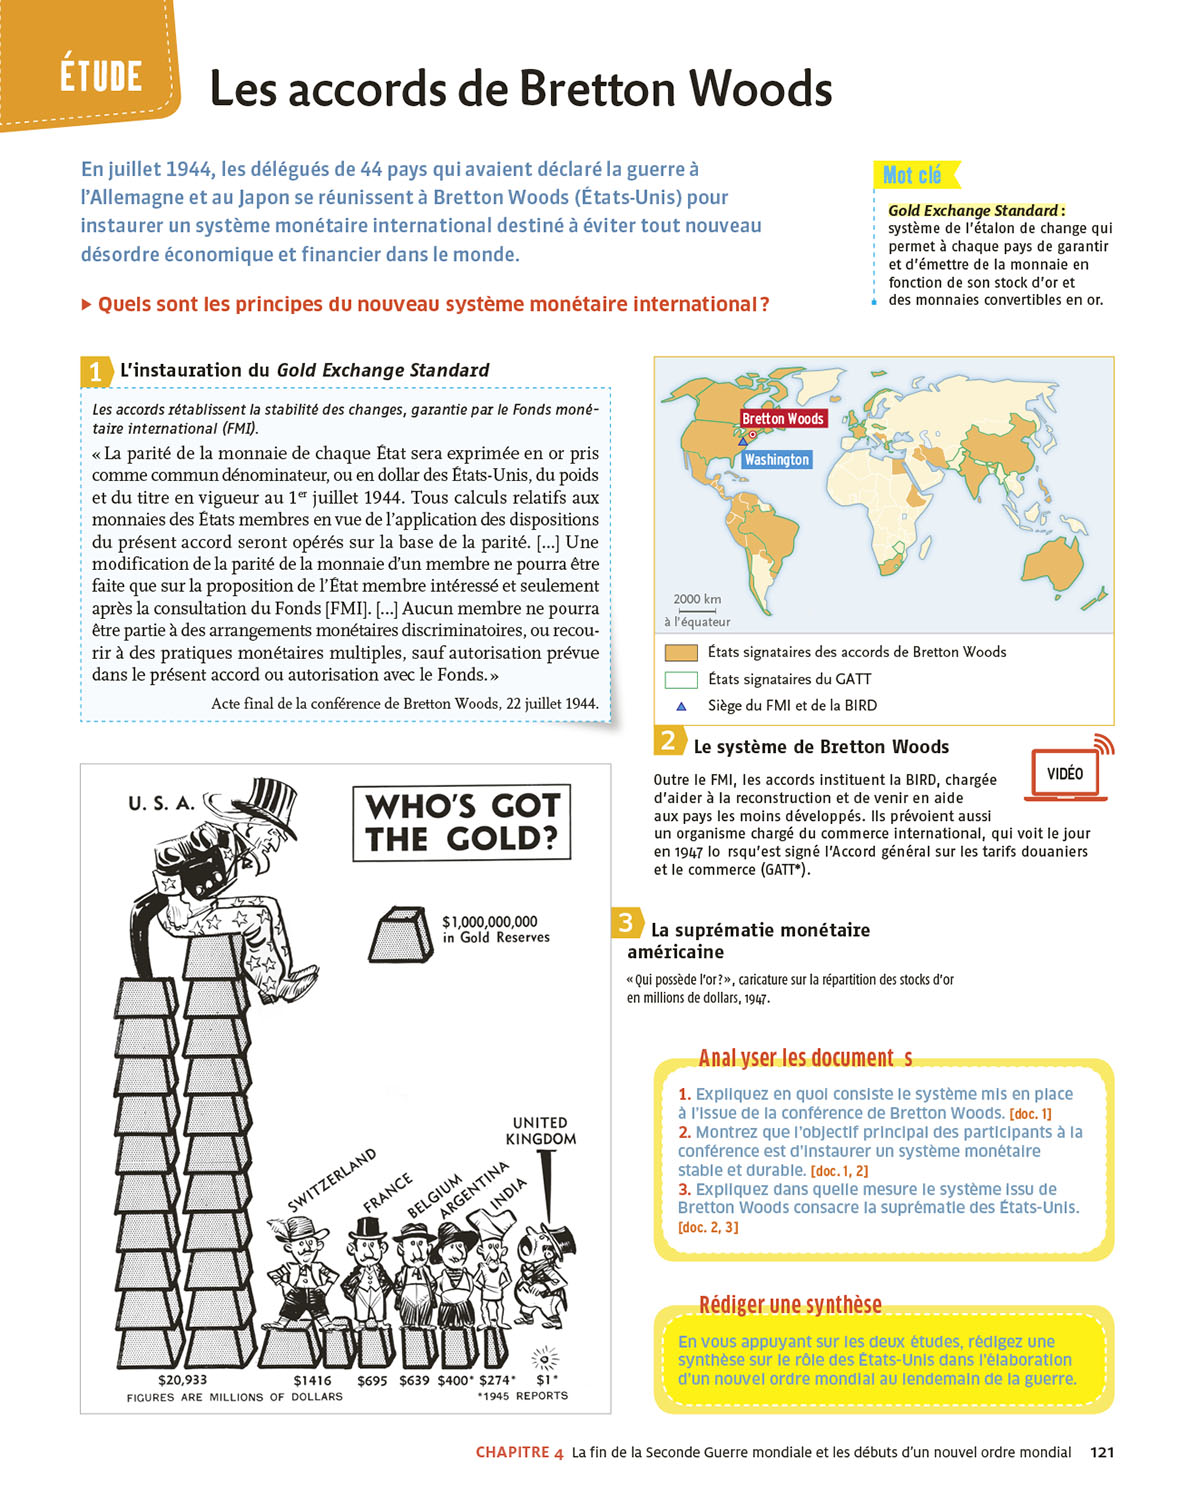 ÉTUDE
Les accords de Bretton Woods
En juillet 1944, les délégués de 44 pays qui avaient déclaré la guerre à
l'Allemagne et au Japon se réunissent à Bretton Woods (États-Unis) pour
instaurer un système monétaire international destiné à éviter tout nouveau
désordre économique et financier dans le monde.
▶ Quels sont les principes du nouveau système monétaire international ?
Mot clé
Gold Exchange Standard :
système de l'étalon de change qui
permet à chaque pays de garantir
et d'émettre de la monnaie en
fonction de son stock d'or et
des monnaies convertibles en or.
1 L'instauration du Gold Exchange Standard
Les accords rétablissent la stabilité des changes, garantie par le Fonds moné-
taire international (FMI).
« La parité de la monnaie de chaque État sera exprimée en or pris
comme commun dénominateur, ou en dollar des États-Unis, du poids
et du titre en vigueur au 1er juillet 1944. Tous calculs relatifs aux
monnaies des États membres en vue de l'application des dispositions
du présent accord seront opérés sur la base de la parité. [...] Une
modification de la parité de la monnaie d'un membre ne pourra être
faite que sur la proposition de l'État membre intéressé et seulement
après la consultation du Fonds [FMI]. [...] Aucun membre ne pourra
être partie à des arrangements monétaires discriminatoires, ou recou-
rir à des pratiques monétaires multiples, sauf autorisation prévue
dans le présent accord ou autorisation avec le Fonds. »
Acte final de la conférence de Bretton Woods, 22 juillet 1944.
Bretton Woods
Washington
2000 km
à l'équateur
États signataires des accords de Bretton Woods
États signataires du GATT
Siège du FMI et de la BIRD
2 Le système de Bretton Woods
VIDÉO
Outre le FMI, les accords instituent la BIRD, chargée
d'aider à la reconstruction et de venir en aide
aux pays les moins développés. Ils prévoient aussi
un organisme chargé du commerce international, qui voit le jour
en 1947 lo rsqu'est signé l'Accord général sur les tarifs douaniers
et le commerce (GATT*).
U. S. A.
WHO'S GOT
THE GOLD?
$1,000,000,000
in Gold Reserves
UNITED
KINGDOM
SWITZERLAND
FRANCE
BELGIUM
ARGENTINA
INDIA
$20,933 $1416 $695 $639 $400* $274* $1*
FIGURES ARE MILLIONS OF DOLLARS *1945 REPORTS
3 La suprématie monétaire
américaine
« Qui possède l'or ? », caricature sur la répartition des stocks d'or
en millions de dollars, 1947.
Anal yser les document s
1. Expliquez en quoi consiste le système mis en place
à l'issue de la conférence de Bretton Woods. [doc. 1]
2. Montrez que l'objectif principal des participants à la
conférence est d'instaurer un système monétaire
stable et durable. [doc. 1, 2]
3. Expliquez dans quelle mesure le système issu de
Bretton Woods consacre la suprématie des États-Unis.
[doc. 2, 3]
Rédiger une synthèse
En vous appuyant sur les deux études, rédigez une
synthèse sur le rôle des États-Unis dans l'élaboration
d'un nouvel ordre mondial au lendemain de la guerre.
CHAPITRE 4 La fin de la Seconde Guerre mondiale et les débuts d'un nouvel ordre mondial 121